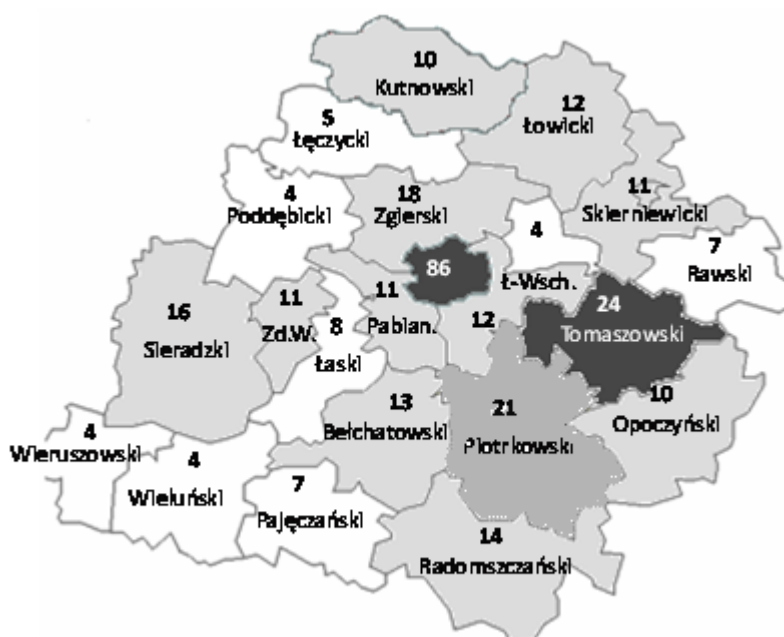 10
Kutnowski
12
Łowicki
5
Łęczycki
4
Poddębicki
18
Zgierski
11
Skierniewicki
4
7
Rawski
86
Ł-Wsch.
11
Pabian.
12
24
Tomaszowski
16
Sieradzki
11
Zd.W.
8
Łaski
13
Bełchatowski
21
Piotrkowski
10
Opoczyński
4
Wieruszowski
4
Wieluński
7
Pajęczański
14
Radomszczański